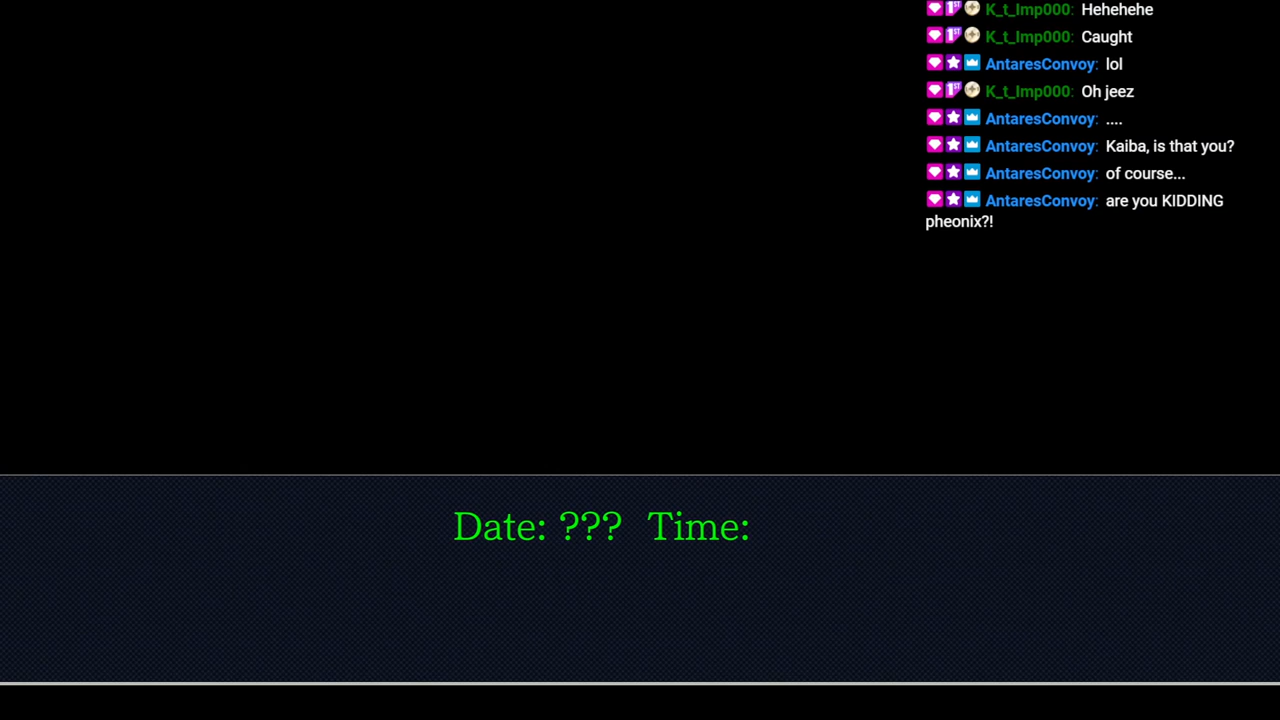 K_t_Imp000: Hehehehe
K_t_Imp000: Caught
AntaresConvoy: lol
K_t_Imp000: Oh jeez
AntaresConvoy: ....
AntaresConvoy: Kaiba, is that you?
AntaresConvoy: of course...
AntaresConvoy: are you KIDDING
pheonix?!
Date: ??? Time: